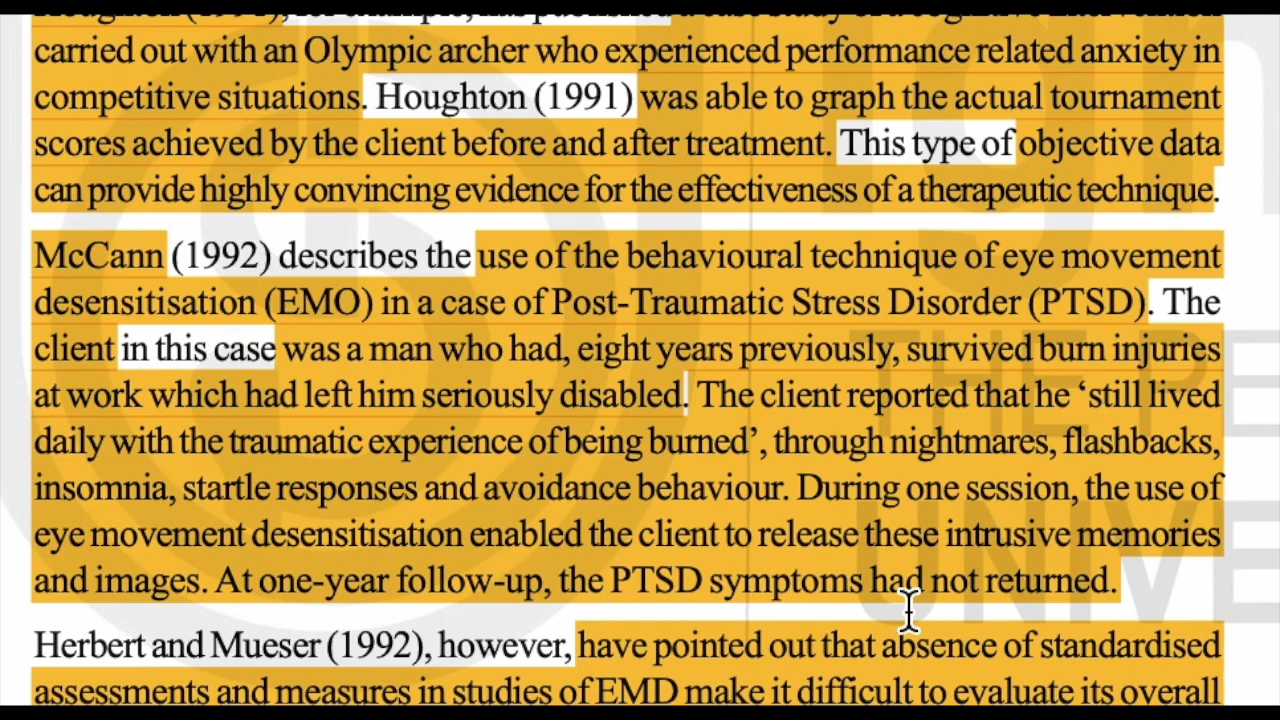 carried out with an Olympic archer who experienced performance related anxiety in
competitive situations. Houghton (1991) was able to graph the actual tournament
scores achieved by the client before and after treatment. This type of objective data
can provide highly convincing evidence for the effectiveness of a therapeutic technique.
McCann (1992) describes the use of the behavioural technique of eye movement
desensitisation (EMO) in a case of Post-Traumatic Stress Disorder (PTSD). The
client in this case was a man who had, eight years previously, survived burn injuries
at work which had left him seriously disabled. The client reported that he ‘still lived
daily with the traumatic experience of being burned’, through nightmares, flashbacks,
insomnia, startle responses and avoidance behaviour. During one session, the use of
eye movement desensitisation enabled the client to release these intrusive memories
and images. At one-year follow-up, the PTSD symptoms had not returned.
Herbert and Mueser (1992), however, have pointed out that absence of standardised
assessments and measures in studies of EMD make it difficult to evaluate its overall